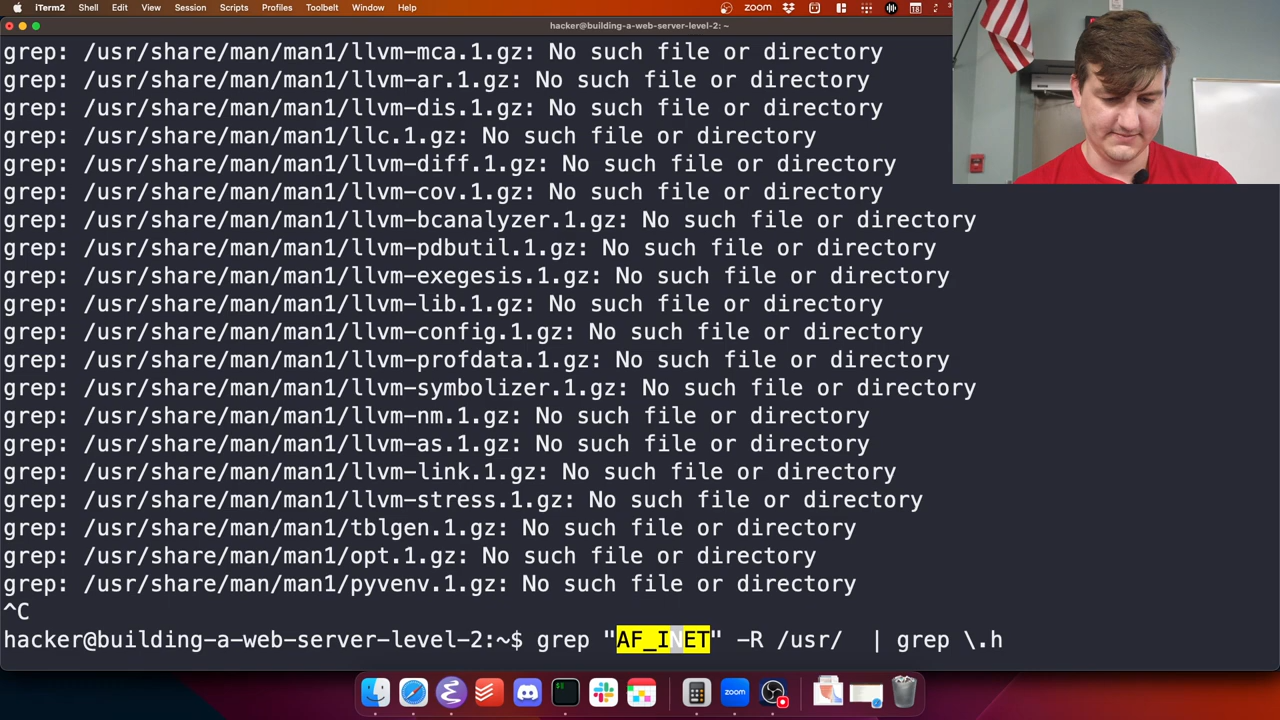 iTerm2 Shell Edit View Session Scripts Profiles Toolbelt Window Help zoom 18
hacker@building-a-web-server-level-2: ~
grep: /usr/share/man/man1/llvm-mca.1.gz: No such file or directory
grep: /usr/share/man/man1/llvm-ar.1.gz: No such file or directory
grep: /usr/share/man/man1/llvm-dis.1.gz: No such file or directory
grep: /usr/share/man/man1/llc.1.gz: No such file or directory
grep: /usr/share/man/man1/llvm-diff.1.gz: No such file or directory
grep: /usr/share/man/man1/llvm-cov.1.gz: No such file or directory
grep: /usr/share/man/man1/llvm-bcanalyzer.1.gz: No such file or directory
grep: /usr/share/man/man1/llvm-pdbutil.1.gz: No such file or directory
grep: /usr/share/man/man1/llvm-exegesis.1.gz: No such file or directory
grep: /usr/share/man/man1/llvm-lib.1.gz: No such file or directory
grep: /usr/share/man/man1/llvm-config.1.gz: No such file or directory
grep: /usr/share/man/man1/llvm-profdata.1.gz: No such file or directory
grep: /usr/share/man/man1/llvm-symbolizer.1.gz: No such file or directory
grep: /usr/share/man/man1/llvm-nm.1.gz: No such file or directory
grep: /usr/share/man/man1/llvm-as.1.gz: No such file or directory
grep: /usr/share/man/man1/llvm-link.1.gz: No such file or directory
grep: /usr/share/man/man1/llvm-stress.1.gz: No such file or directory
grep: /usr/share/man/man1/tblgen.1.gz: No such file or directory
grep: /usr/share/man/man1/opt.1.gz: No such file or directory
grep: /usr/share/man/man1/pyvenv.1.gz: No such file or directory
^C
hacker@building-a-web-server-level-2:~$ grep "AF_INET" -R /usr/  | grep \.h
zoom